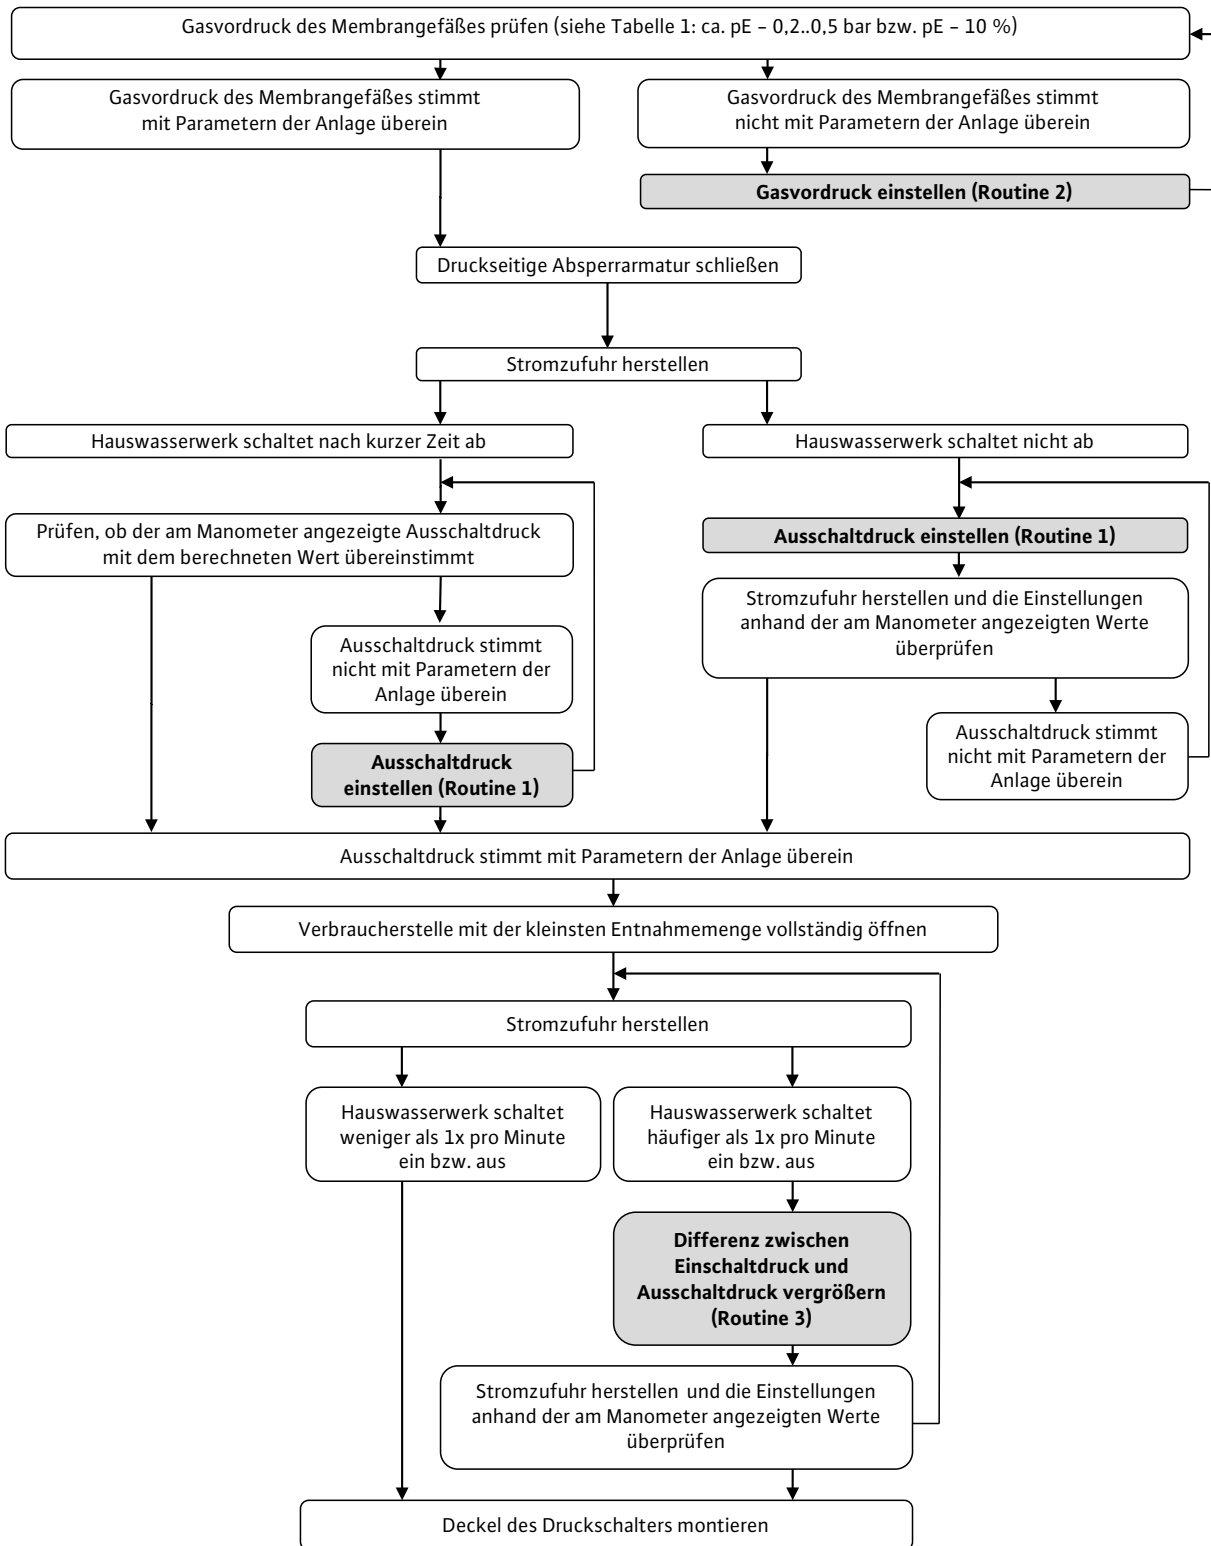 Gasvordruck des Membrangefäßes prüfen (siehe Tabelle 1: ca. pE – 0,2..0,5 bar bzw. pE – 10 %)
Gasvordruck des Membrangefäßes stimmt
mit Parametern der Anlage überein
Gasvordruck des Membrangefäßes stimmt
nicht mit Parametern der Anlage überein
Gasvordruck einstellen (Routine 2)
Druckseitige Absperrarmatur schließen
Stromzufuhr herstellen
Hauswasserwerk schaltet nach kurzer Zeit ab
Hauswasserwerk schaltet nicht ab
Prüfen, ob der am Manometer angezeigte Ausschaltdruck
mit dem berechneten Wert übereinstimmt
Ausschaltdruck einstellen (Routine 1)
Stromzufuhr herstellen und die Einstellungen
anhand der am Manometer angezeigten Werte
überprüfen
Ausschaltdruck stimmt
nicht mit Parametern der
Anlage überein
Ausschaltdruck stimmt
nicht mit Parametern der
Anlage überein
Ausschaltdruck
einstellen (Routine 1)
Ausschaltdruck stimmt mit Parametern der Anlage überein
Verbraucherstelle mit der kleinsten Entnahmemenge vollständig öffnen
Stromzufuhr herstellen
Hauswasserwerk schaltet
weniger als 1x pro Minute
ein bzw. aus
Hauswasserwerk schaltet
häufiger als 1x pro Minute
ein bzw. aus
Differenz zwischen
Einschaltdruck und
Ausschaltdruck vergrößern
(Routine 3)
Stromzufuhr herstellen und die Einstellungen
anhand der am Manometer angezeigten Werte
überprüfen
Deckel des Druckschalters montieren